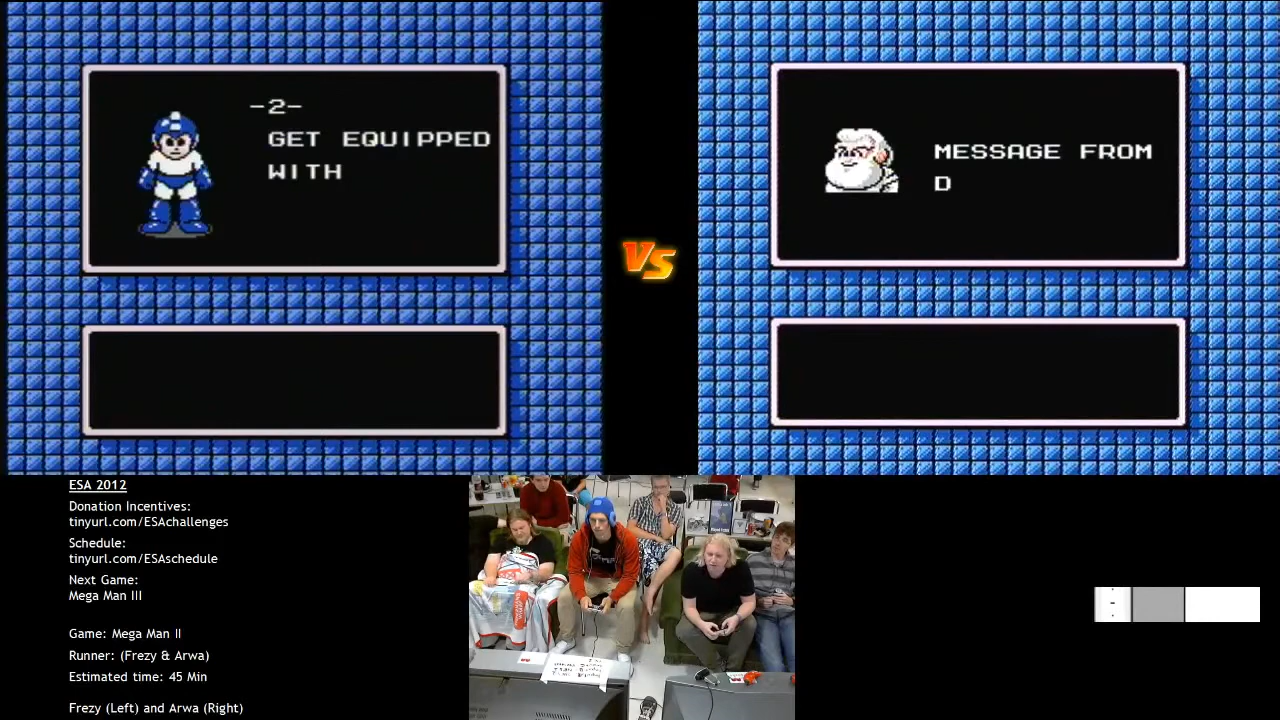 -2-
GET EQUIPPED
WITH
MESSAGE FROM
D
VS
ESA 2012
Donation Incentives:
tinyurl.com/ESAchallenges
Schedule:
tinyurl.com/ESAschedule
Next Game:
Mega Man III
Game: Mega Man II
Runner: (Frezy & Arwa)
Estimated time: 45 Min
Frezy (Left) and Arwa (Right)